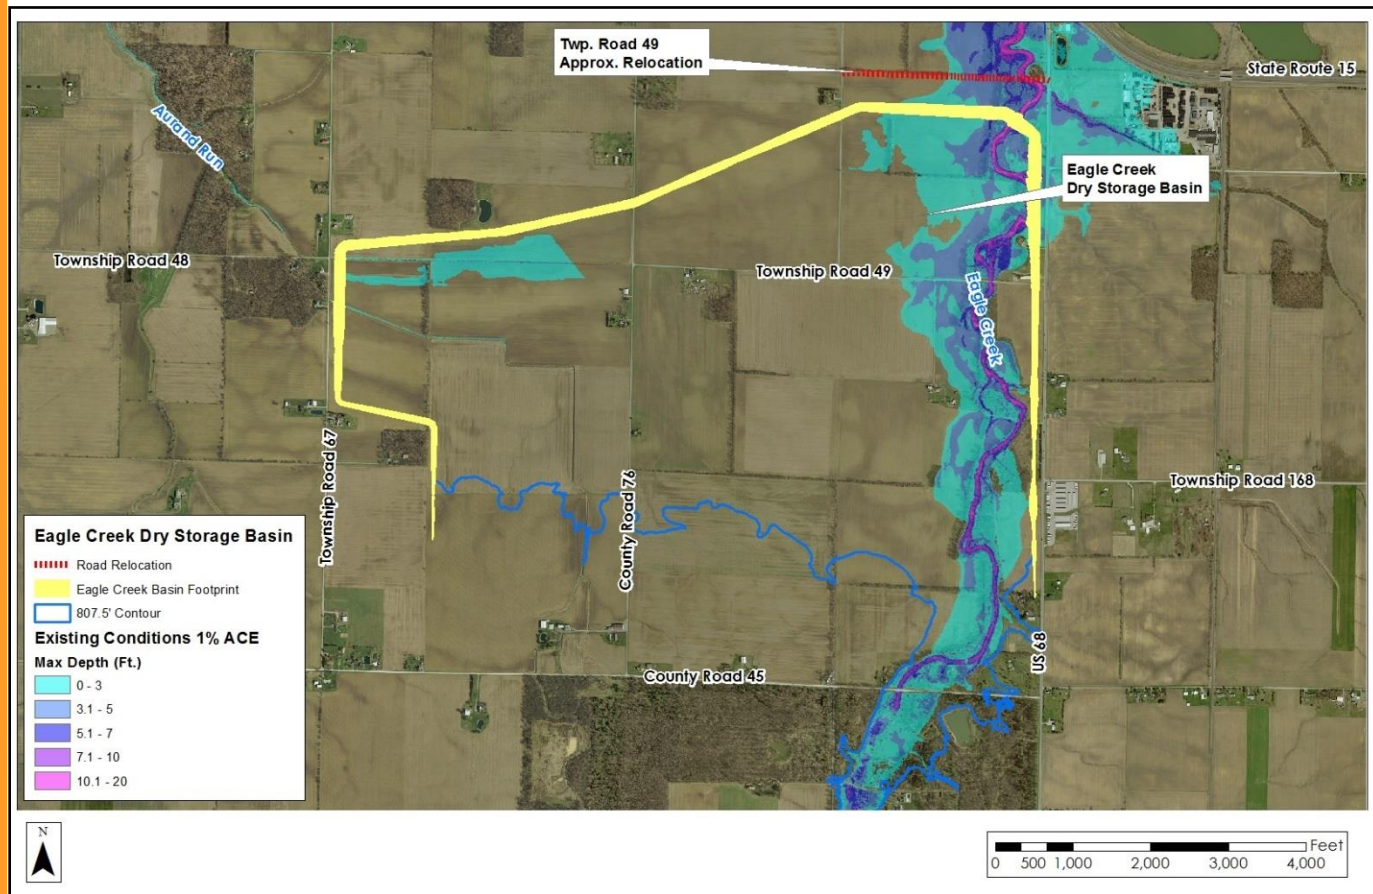 Twp. Road 49
Approx. Relocation
State Route 15
Aurand Run
Eagle Creek
Dry Storage Basin
Township Road 48
Township Road 49
Eagle Creek
Township Road 67
County Road 76
Township Road 168
US 68
County Road 45
Eagle Creek Dry Storage Basin
Road Relocation
Eagle Creek Basin Footprint
807.5' Contour
Existing Conditions 1% ACE
Max Depth (Ft.)
0 - 3
3.1 - 5
5.1 - 7
7.1 - 10
10.1 - 20
N
Feet
0 500 1,000 2,000 3,000 4,000